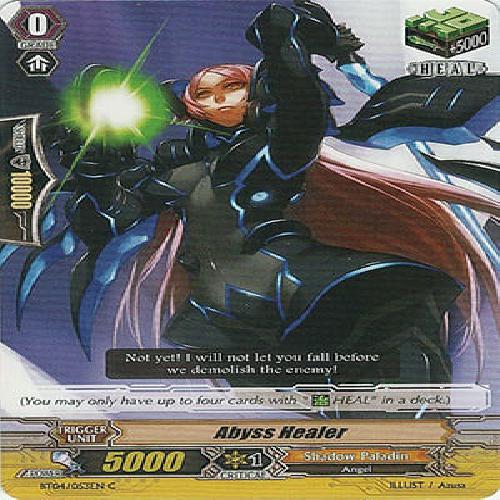 0
GRADE
+5000
HEAL
10000
Not yet! I will not let you fall before
we demolish the enemy!
(You may only have up to four cards with "HEAL" in a deck.)
TRIGGER
UNIT
Abyss Healer
POWER
5000
1
CRITICAL
Shadow Paladin
Angel
BT04/053EN C
ILLUST / Azusa